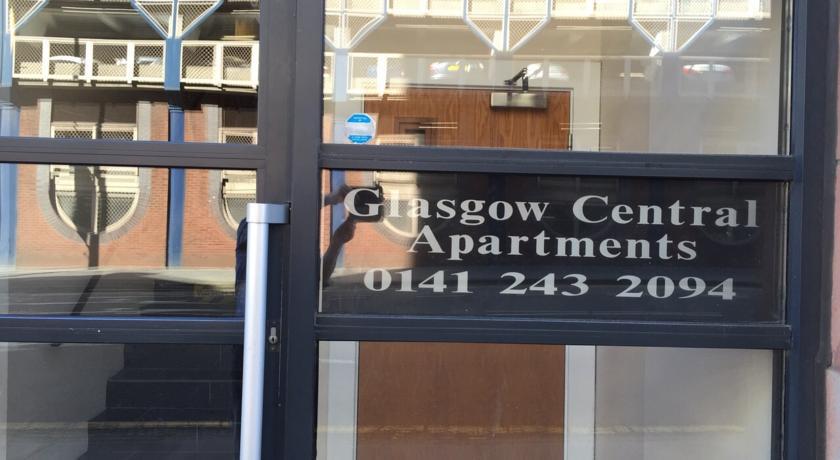 Glasgow Central
Apartments
0141 243 2094